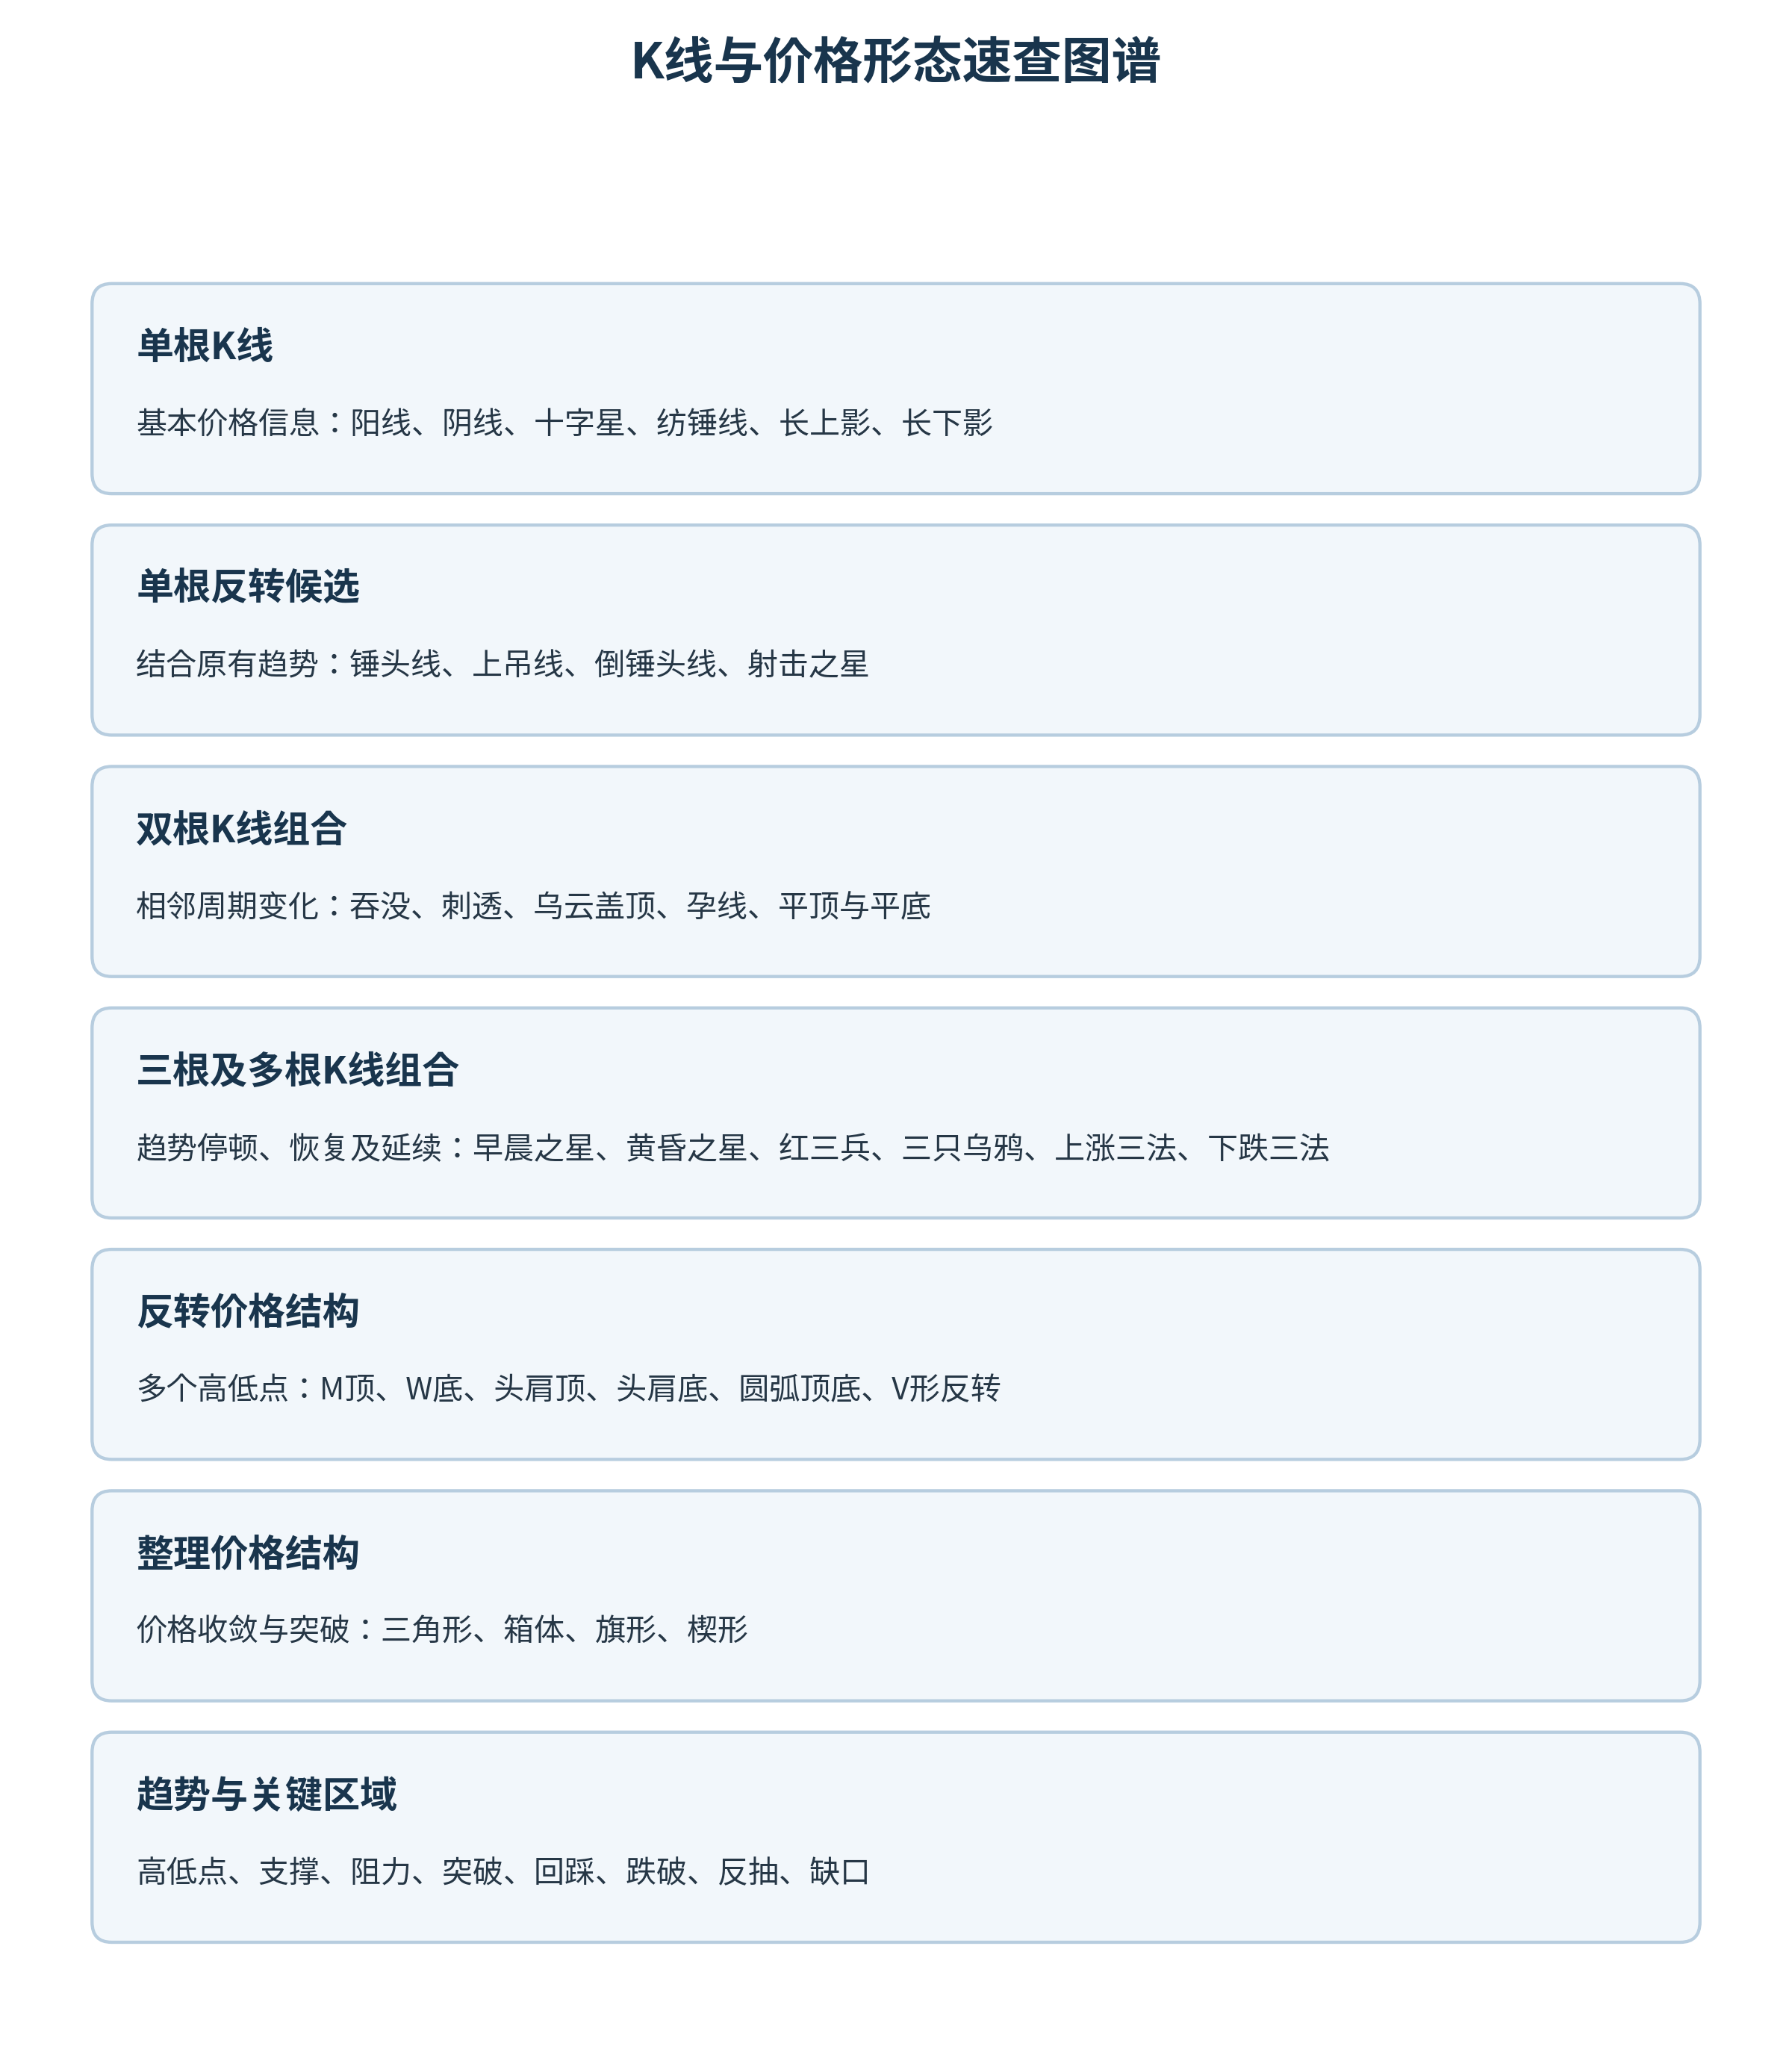 K线与价格形态速查图谱
单根K线
基本价格信息：阳线、阴线、十字星、纺锤线、长上影、长下影
单根反转候选
结合原有趋势：锤头线、上吊线、倒锤头线、射击之星
双根K线组合
相邻周期变化：吞没、刺透、乌云盖顶、孕线、平顶与平底
三根及多根K线组合
趋势停顿、恢复及延续：早晨之星、黄昏之星、红三兵、三只乌鸦、上涨三法、下跌三法
反转价格结构
多个高低点：M顶、W底、头肩顶、头肩底、圆弧顶底、V形反转
整理价格结构
价格收敛与突破：三角形、箱体、旗形、楔形
趋势与关键区域
高低点、支撑、阻力、突破、回踩、跌破、反抽、缺口